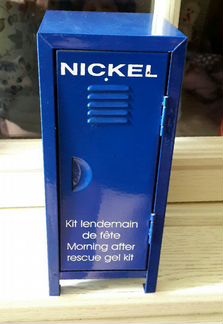 NICKEL
Kit lendemain
de fête
Morning after
rescue gel kit